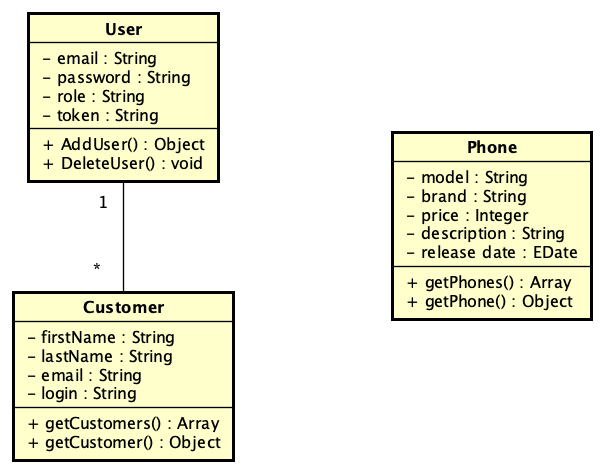 User
- email : String
- password : String
- role : String
- token : String
+ AddUser() : Object
+ DeleteUser() : void
1
*
Customer
- firstName : String
- lastName : String
- email : String
- login : String
+ getCustomers() : Array
+ getCustomer() : Object
Phone
- model : String
- brand : String
- price : Integer
- description : String
- release date : EDate
+ getPhones() : Array
+ getPhone() : Object